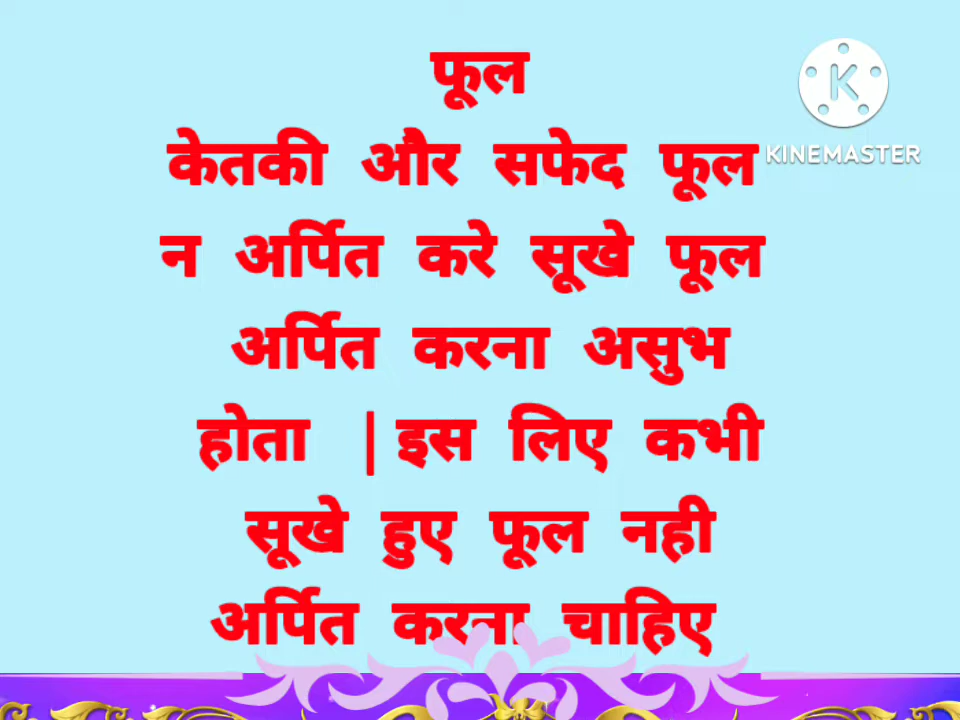 फूल
केतकी और सफेद फूल
न अर्पित करे सूखे फूल
अर्पित करना असुभ
होता | इस लिए कभी
सूखे हुए फूल नही
अर्पित करना चाहिए
K
KINEMASTER